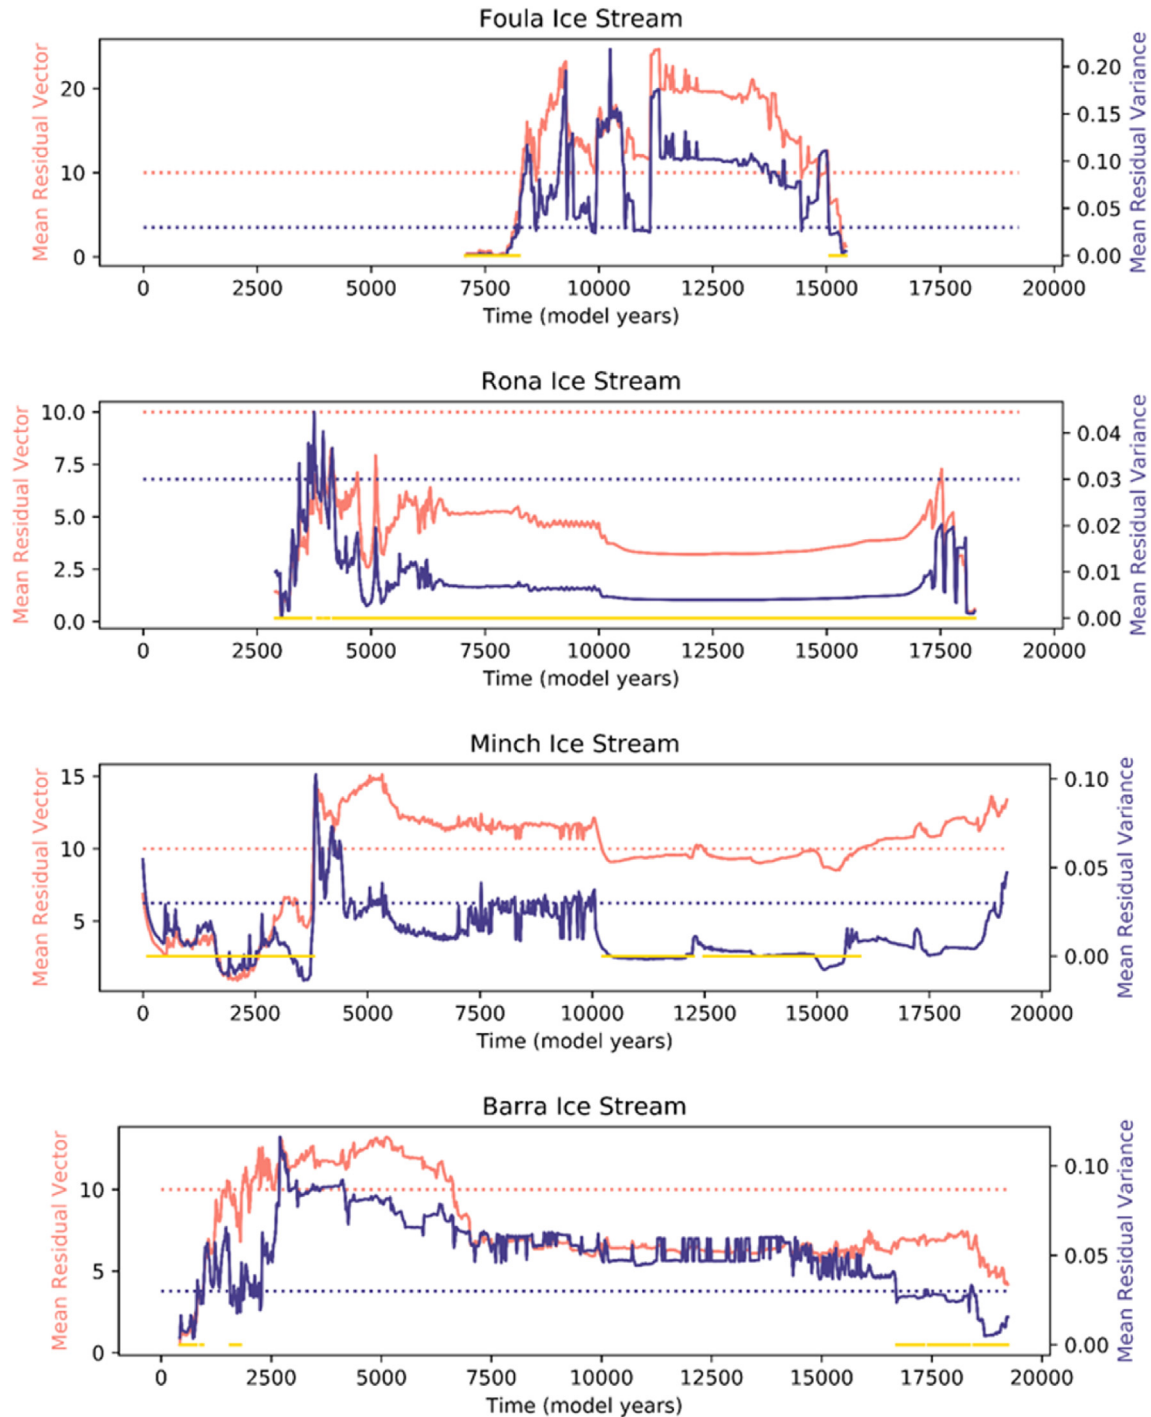 Foula Ice Stream
Mean Residual Vector
20
10
0
0.20
0.15
0.10
0.05
0.00
Mean Residual Variance
0 2500 5000 7500 10000 12500 15000 17500 20000
Time (model years)
Rona Ice Stream
Mean Residual Vector
10.0
7.5
5.0
2.5
0.0
0.04
0.03
0.02
0.01
0.00
Mean Residual Variance
0 2500 5000 7500 10000 12500 15000 17500 20000
Time (model years)
Minch Ice Stream
Mean Residual Vector
15
10
5
0.10
0.05
0.00
Mean Residual Variance
0 2500 5000 7500 10000 12500 15000 17500 20000
Time (model years)
Barra Ice Stream
Mean Residual Vector
10
5
0
0.10
0.05
0.00
Mean Residual Variance
0 2500 5000 7500 10000 12500 15000 17500 20000
Time (model years)